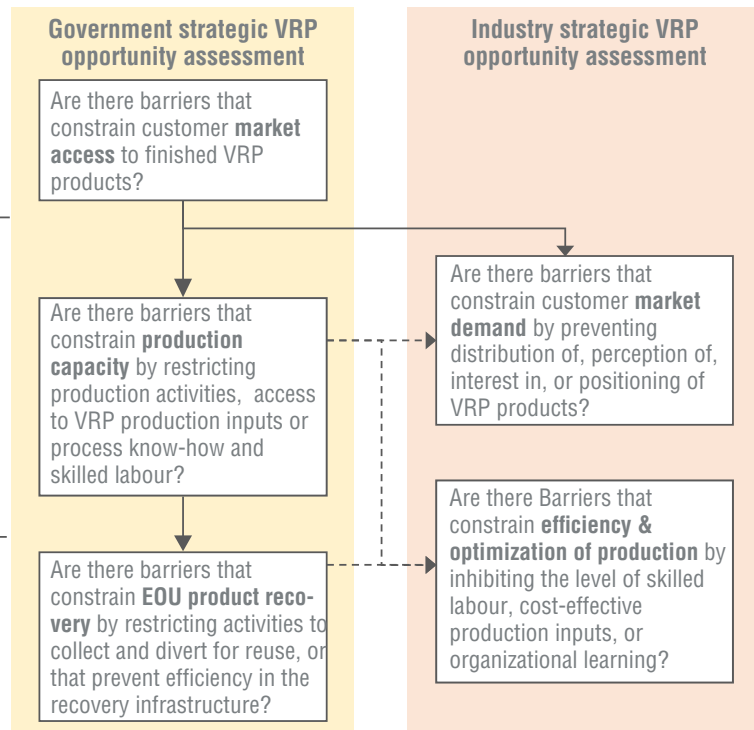 Government strategic VRP
opportunity assessment
Are there barriers that
constrain customer market
access to finished VRP
products?
Are there barriers that
constrain production
capacity by restricting
production activities,  access
to VRP production inputs or
process know-how and
skilled labour?
Are there barriers that
constrain EOU product reco-
very by restricting activities to
collect and divert for reuse, or
that prevent efficiency in the
recovery infrastructure?
Industry strategic VRP
opportunity assessment
Are there barriers that
constrain customer market
demand by preventing
distribution of, perception of,
interest in, or positioning of
VRP products?
Are there Barriers that
constrain efficiency &
optimization of production by
inhibiting the level of skilled
labour, cost-effective
production inputs, or
organizational learning?